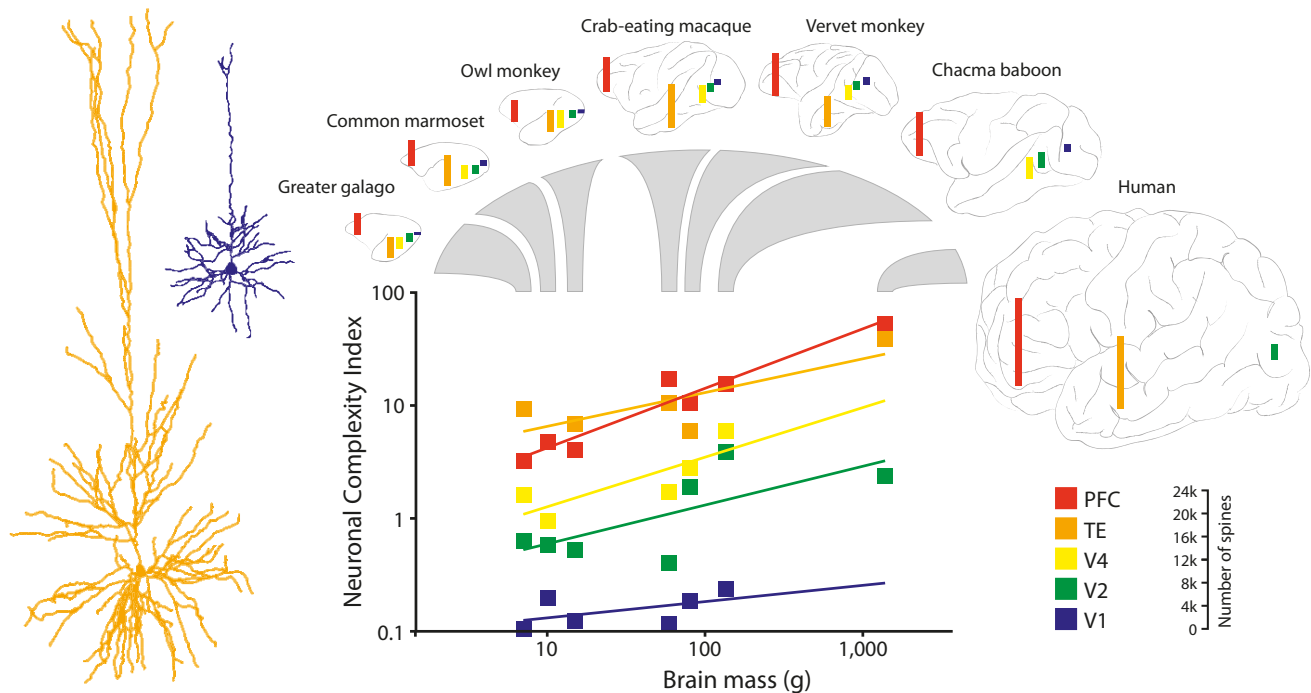 Crab-eating macaque
Vervet monkey
Owl monkey
Chacma baboon
Common marmoset
Greater galago
Human
100
10
1
0.1
Neuronal Complexity Index
10
100
1,000
Brain mass (g)
PFC
TE
V4
V2
V1
24k
20k
16k
12k
8k
4k
0
Number of spines